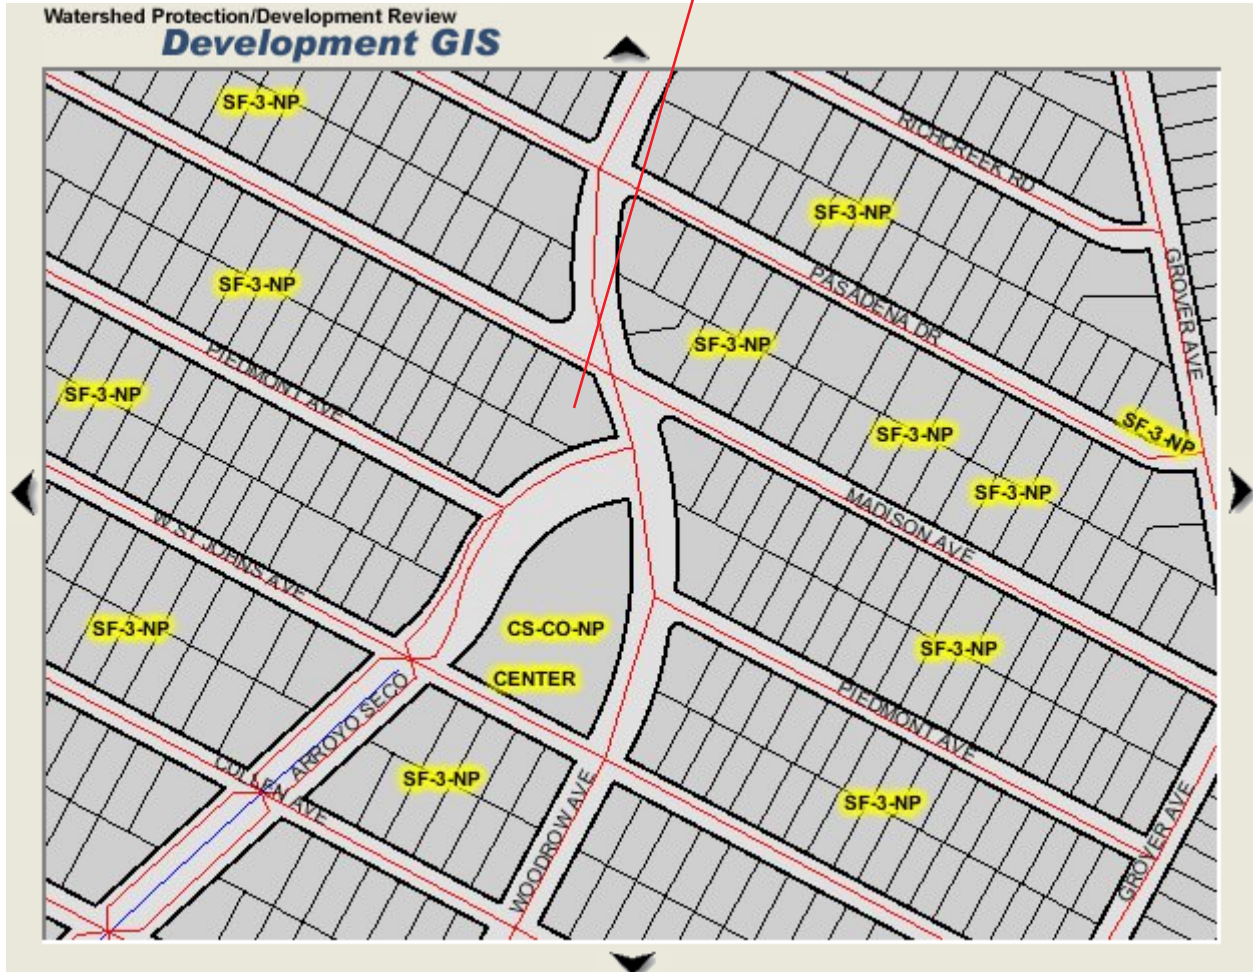 Watershed Protection/Development Review
Development GIS
SF-3-NP
RICHCREEK RD
SF-3-NP
SF-3-NP
PASADENA DR
GROVER AVE
SF-3-NP
PIEDMONT AVE
SF-3-NP
SF-3-NP
SF-3-NP
SF-3-NP
MADISON AVE
W ST JOHNS AVE
SF-3-NP
CS-CO-NP
SF-3-NP
CENTER
ARROYO SECO
PIEDMONT AVE
CULLEN AVE
SF-3-NP
WOODROW AVE
SF-3-NP
GROVER AVE